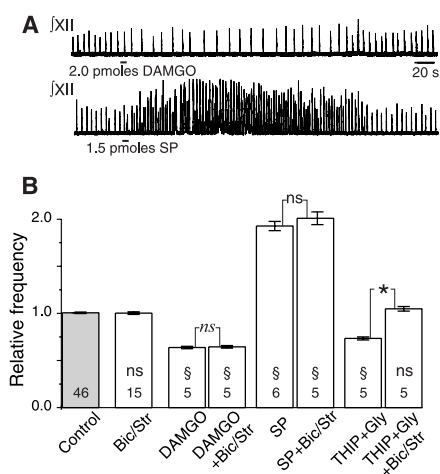 A
∫XII
2.0 pmoles DAMGO
20 s
∫XII
1.5 pmoles SP
B
Relative frequency
2.0
1.0
0.0
ns
ns
*
ns
§
§
§
§
§
ns
46
15
5
5
6
5
5
5
Control
Bic/Str
DAMGO
DAMGO
+Bic/Str
SP
SP+Bic/Str
THIP+Gly
THIP+Gly
+Bic/Str